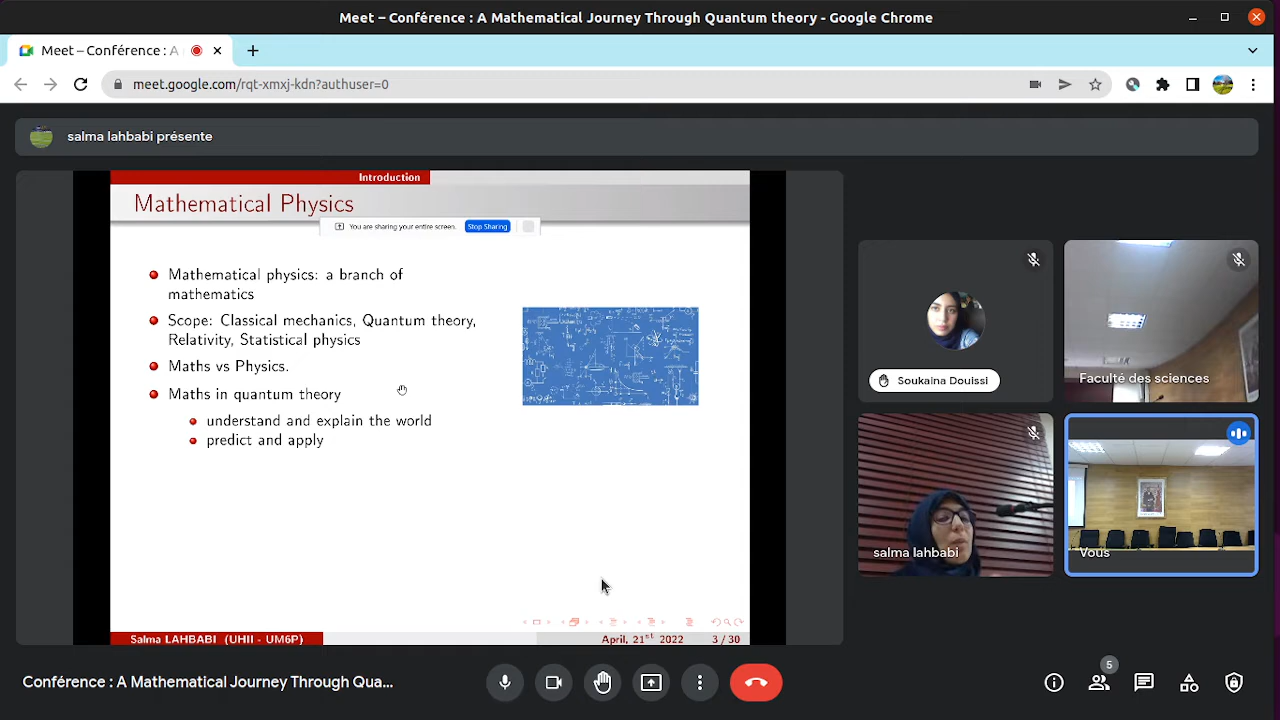 Meet – Conférence : A Mathematical Journey Through Quantum theory - Google Chrome
Meet – Conférence : A
meet.google.com/rqt-xmxj-kdn?authuser=0
salma lahbabi présente
Introduction
Mathematical Physics
You are sharing your entire screen.
Stop Sharing
Mathematical physics: a branch of
mathematics
Scope: Classical mechanics, Quantum theory,
Relativity, Statistical physics
Maths vs Physics.
Maths in quantum theory
understand and explain the world
predict and apply
Salma LAHBABI (UHII - UM6P)
April, 21st 2022
3 / 30
Soukaina Douissi
Faculté des sciences
salma lahbabi
Vous
Conférence : A Mathematical Journey Through Qua...
5